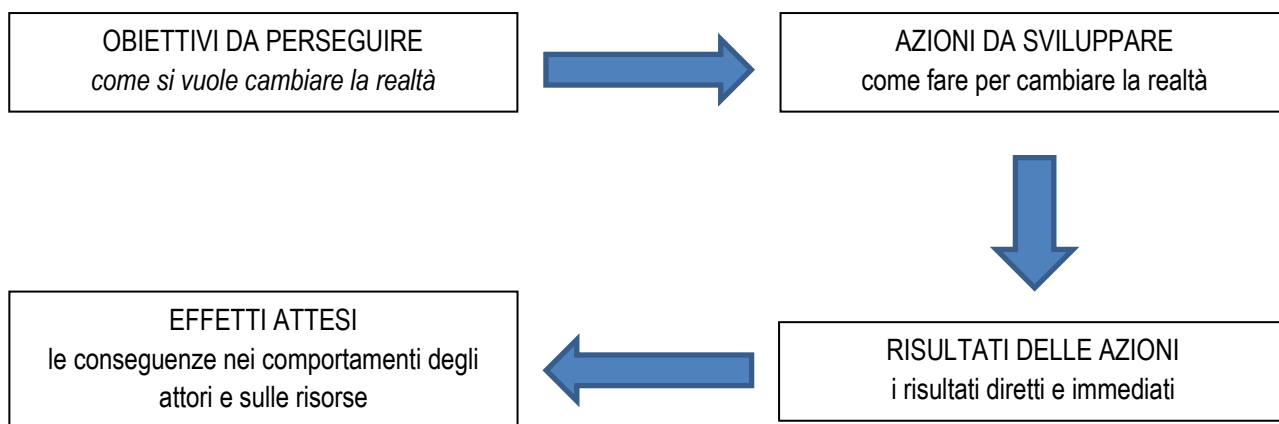 OBIETTIVI DA PERSEGUIRE
come si vuole cambiare la realtà
AZIONI DA SVILUPPARE
come fare per cambiare la realtà
RISULTATI DELLE AZIONI
i risultati diretti e immediati
EFFETTI ATTESI
le conseguenze nei comportamenti degli
attori e sulle risorse